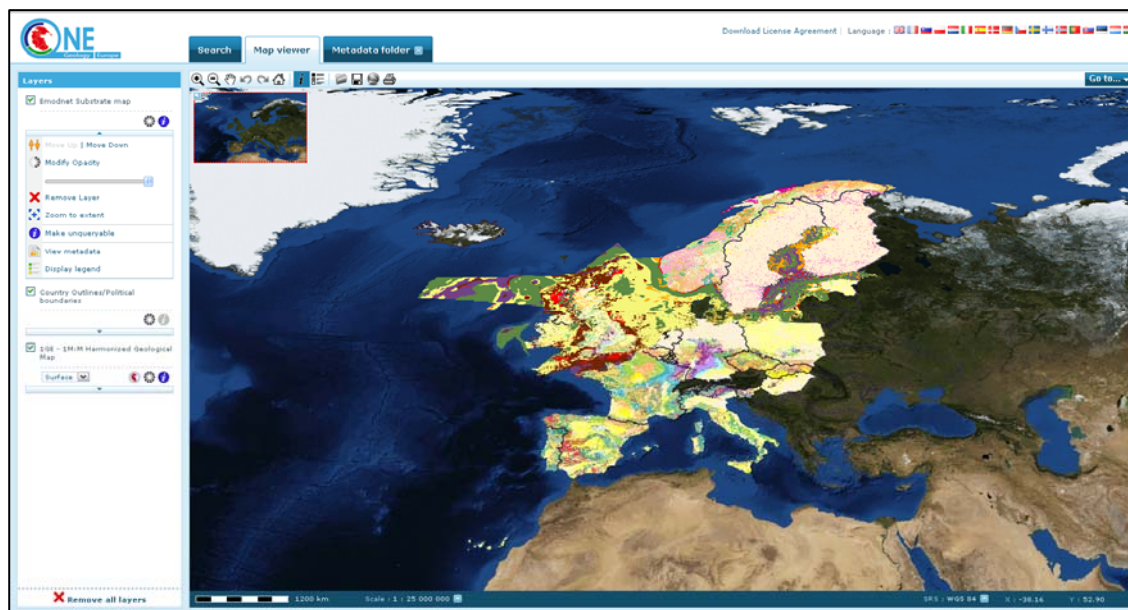 ONE
Geology Europe
Search
Map viewer
Metadata folder
Download License Agreement | Language :
Layers
Go to...
Emodnet Substrate map
Move Up | Move Down
Modify Opacity
Remove Layer
Zoom to extent
Make unqueryable
View metadata
Display legend
Country Outlines/Political
boundaries
1GE - 1M:M Harmonized Geological
Map
Surface
Remove all layers
1200 km
Scale : 1 : 25 000 000
SRS : WGS 84
X : -38.16
Y : 52.90